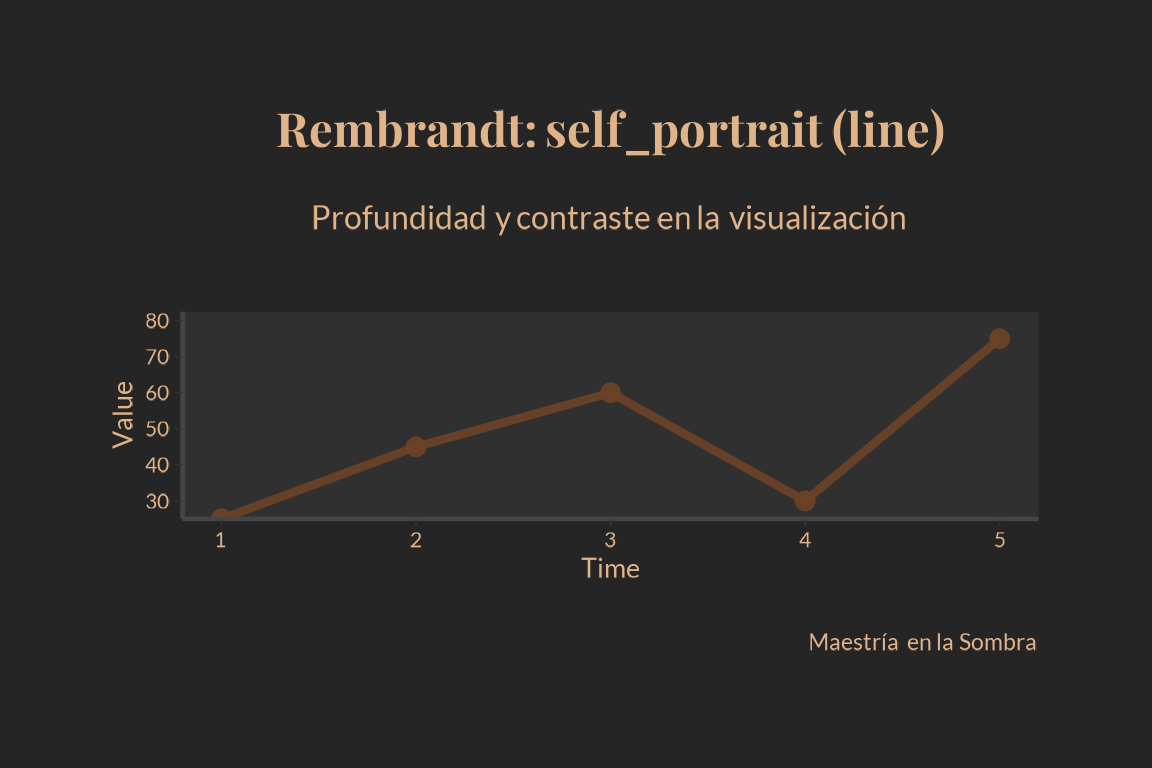 Rembrandt: self_portrait (line)
Profundidad y contraste en la visualización
80
70
60
50
40
30
Value
1 2 3 4 5
Time
Maestría en la Sombra